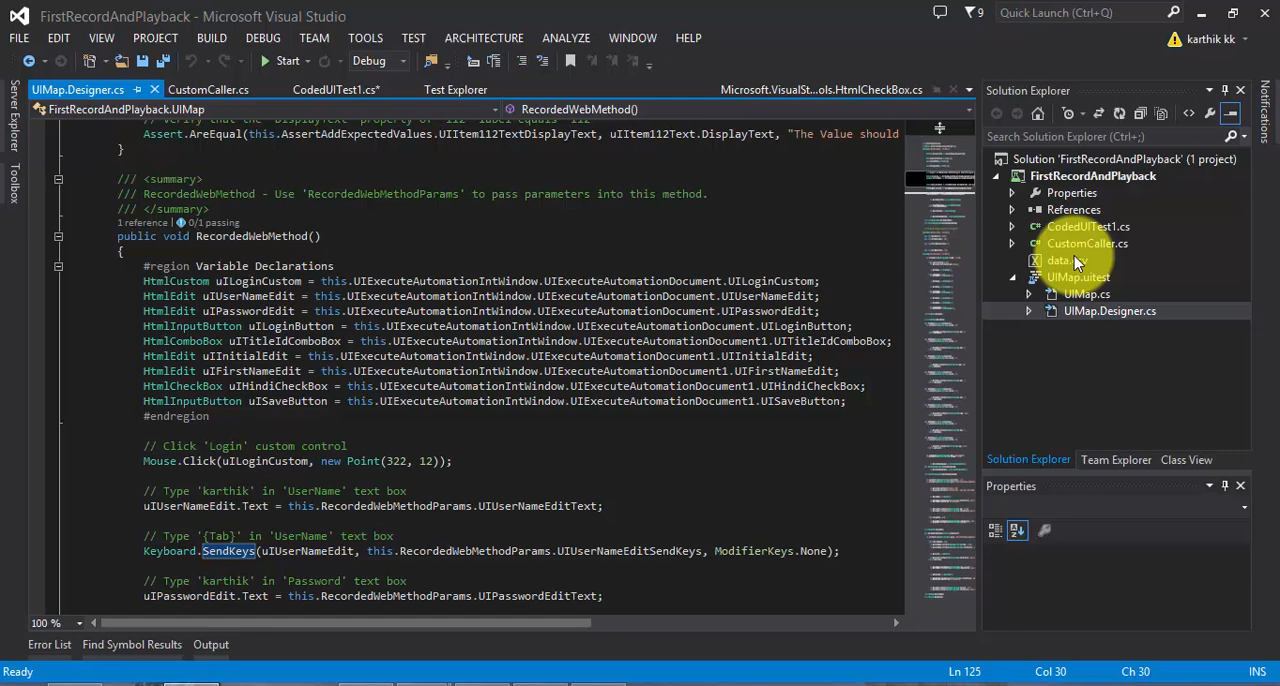 FirstRecordAndPlayback - Microsoft Visual Studio
9
Quick Launch (Ctrl+Q)
FILE EDIT VIEW PROJECT BUILD DEBUG TEAM TOOLS TEST ARCHITECTURE ANALYZE WINDOW HELP
karthik kk
Start Debug
UIMap.Designer.cs CustomCaller.cs CodedUITest1.cs* Test Explorer Microsoft.VisualSt...ols.HtmlCheckBox.cs
FirstRecordAndPlayback.UIMap RecordedWebMethod()
Server Explorer
Toolbox
Assert.AreEqual(this.AssertAddExpectedValues.UIItem112TextDisplayText, uIItem112Text.DisplayText, "The Value should
}
/// <summary>
/// RecordedWebMethod - Use 'RecordedWebMethodParams' to pass parameters into this method.
/// </summary>
1 reference | 0/1 passing
public void RecordedWebMethod()
{
#region Variable Declarations
HtmlCustom uILoginCustom = this.UIExecuteAutomationIntWindow.UIExecuteAutomationDocument.UILoginCustom;
HtmlEdit uIUserNameEdit = this.UIExecuteAutomationIntWindow.UIExecuteAutomationDocument.UIUserNameEdit;
HtmlEdit uIPasswordEdit = this.UIExecuteAutomationIntWindow.UIExecuteAutomationDocument.UIPasswordEdit;
HtmlInputButton uILoginButton = this.UIExecuteAutomationIntWindow.UIExecuteAutomationDocument.UILoginButton;
HtmlComboBox uITitleIdComboBox = this.UIExecuteAutomationIntWindow.UIExecuteAutomationDocument1.UITitleIdComboBox;
HtmlEdit uIInitialEdit = this.UIExecuteAutomationIntWindow.UIExecuteAutomationDocument1.UIInitialEdit;
HtmlEdit uIFirstNameEdit = this.UIExecuteAutomationIntWindow.UIExecuteAutomationDocument1.UIFirstNameEdit;
HtmlCheckBox uIHindiCheckBox = this.UIExecuteAutomationIntWindow.UIExecuteAutomationDocument1.UIHindiCheckBox;
HtmlInputButton uISaveButton = this.UIExecuteAutomationIntWindow.UIExecuteAutomationDocument1.UISaveButton;
#endregion
// Click 'Login' custom control
Mouse.Click(uILoginCustom, new Point(322, 12));
// Type 'karthik' in 'UserName' text box
uIUserNameEdit.Text = this.RecordedWebMethodParams.UIUserNameEditText;
// Type '{Tab}' in 'UserName' text box
Keyboard.SendKeys(uIUserNameEdit, this.RecordedWebMethodParams.UIUserNameEditSendKeys, ModifierKeys.None);
// Type 'karthik' in 'Password' text box
uIPasswordEdit.Text = this.RecordedWebMethodParams.UIPasswordEditText;
100 %
Error List Find Symbol Results Output
Solution Explorer
Search Solution Explorer (Ctrl+;)
Solution 'FirstRecordAndPlayback' (1 project)
FirstRecordAndPlayback
Properties
References
CodedUITest1.cs
CustomCaller.cs
UIMap.uitest
UIMap.cs
UIMap.Designer.cs
Solution Explorer Team Explorer Class View
Properties
Notifications
Ready Ln 125 Col 30 Ch 30 INS